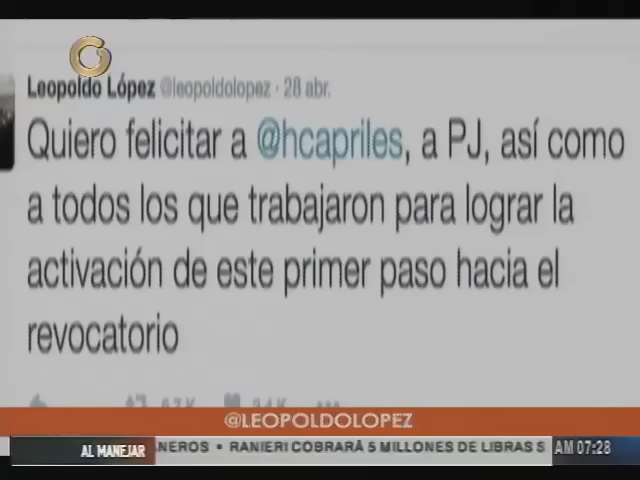 Leopoldo López @leopoldolopez · 28 abr.
Quiero felicitar a @hcapriles, a PJ, así como
a todos los que trabajaron para lograr la
activación de este primer paso hacia el
revocatorio
@LEOPOLDOLOPEZ
AL MANEJAR
ANEROS • RANIERI COBRARÁ 5 MILLONES DE LIBRAS S
AM 07:28